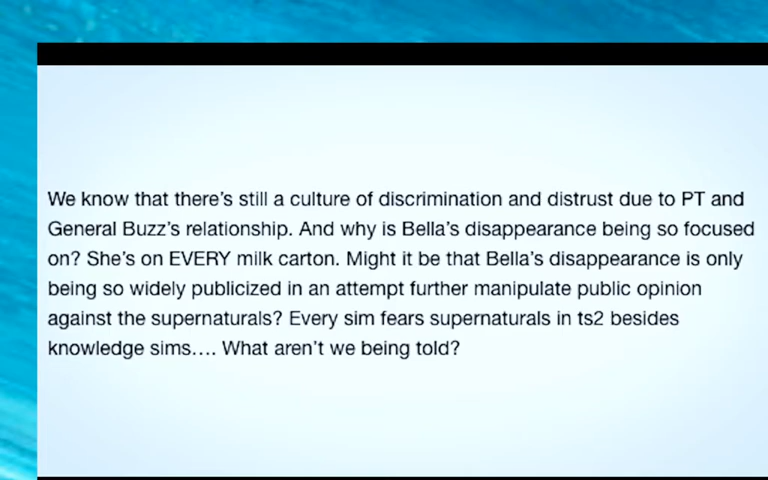 We know that there's still a culture of discrimination and distrust due to PT and
General Buzz's relationship. And why is Bella's disappearance being so focused
on? She's on EVERY milk carton. Might it be that Bella's disappearance is only
being so widely publicized in an attempt further manipulate public opinion
against the supernaturals? Every sim fears supernaturals in ts2 besides
knowledge sims.... What aren't we being told?